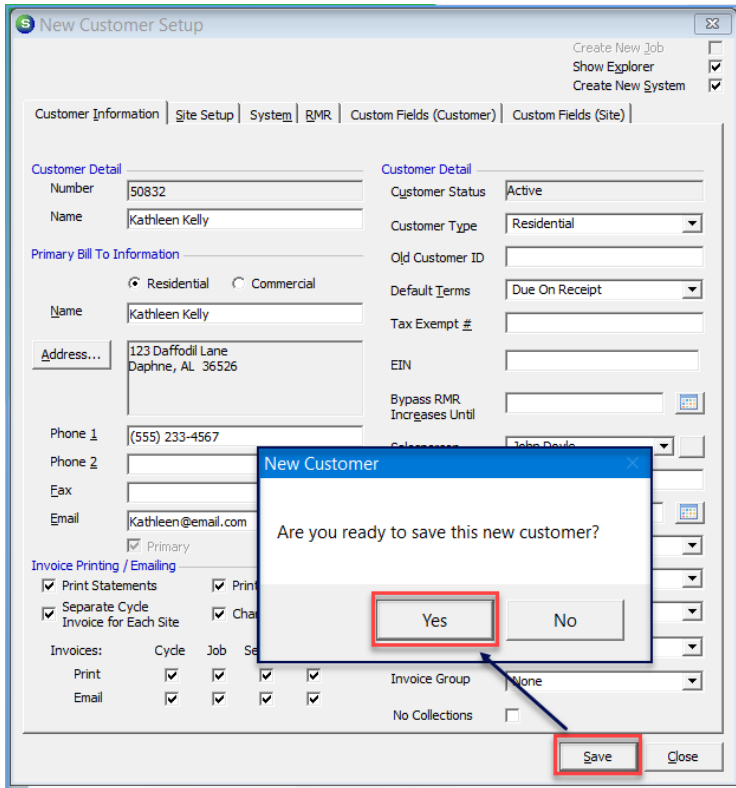 S New Customer Setup
Create New Job
Show Explorer
Create New System
Customer Information Site Setup System RMR Custom Fields (Customer) Custom Fields (Site)
Customer Detail
Number 50832
Name Kathleen Kelly
Primary Bill To Information
Residential Commercial
Name Kathleen Kelly
Address... 123 Daffodil Lane
Daphne, AL 36526
Phone 1 (555) 233-4567
Phone 2
Fax
Email Kathleen@email.com
Primary
Invoice Printing / Emailing
Print Statements
Separate Cycle
Invoice for Each Site
Invoices: Cycle Job
Print
Email
Customer Detail
Customer Status Active
Customer Type Residential
Old Customer ID
Default Terms Due On Receipt
Tax Exempt #
EIN
Bypass RMR
Increases Until
Invoice Group None
No Collections
New Customer
Are you ready to save this new customer?
Yes No
Save Close